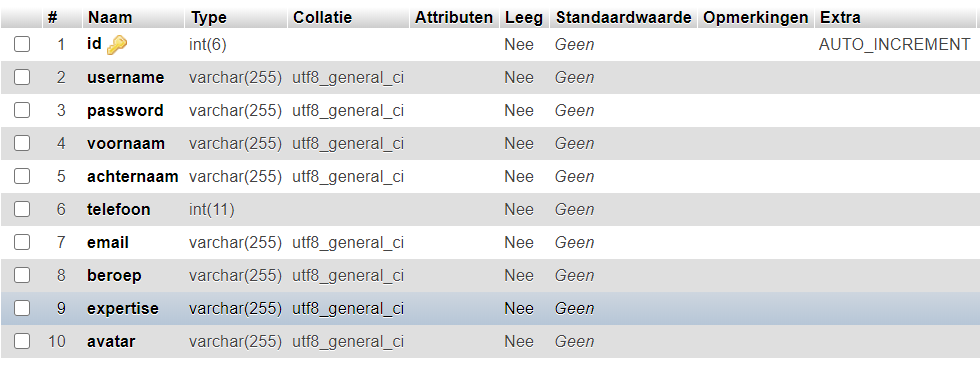 # Naam Type Collatie Attributen Leeg Standaardwaarde Opmerkingen Extra
1 id int(6) Nee Geen AUTO_INCREMENT
2 username varchar(255) utf8_general_ci Nee Geen
3 password varchar(255) utf8_general_ci Nee Geen
4 voornaam varchar(255) utf8_general_ci Nee Geen
5 achternaam varchar(255) utf8_general_ci Nee Geen
6 telefoon int(11) Nee Geen
7 email varchar(255) utf8_general_ci Nee Geen
8 beroep varchar(255) utf8_general_ci Nee Geen
9 expertise varchar(255) utf8_general_ci Nee Geen
10 avatar varchar(255) utf8_general_ci Nee Geen